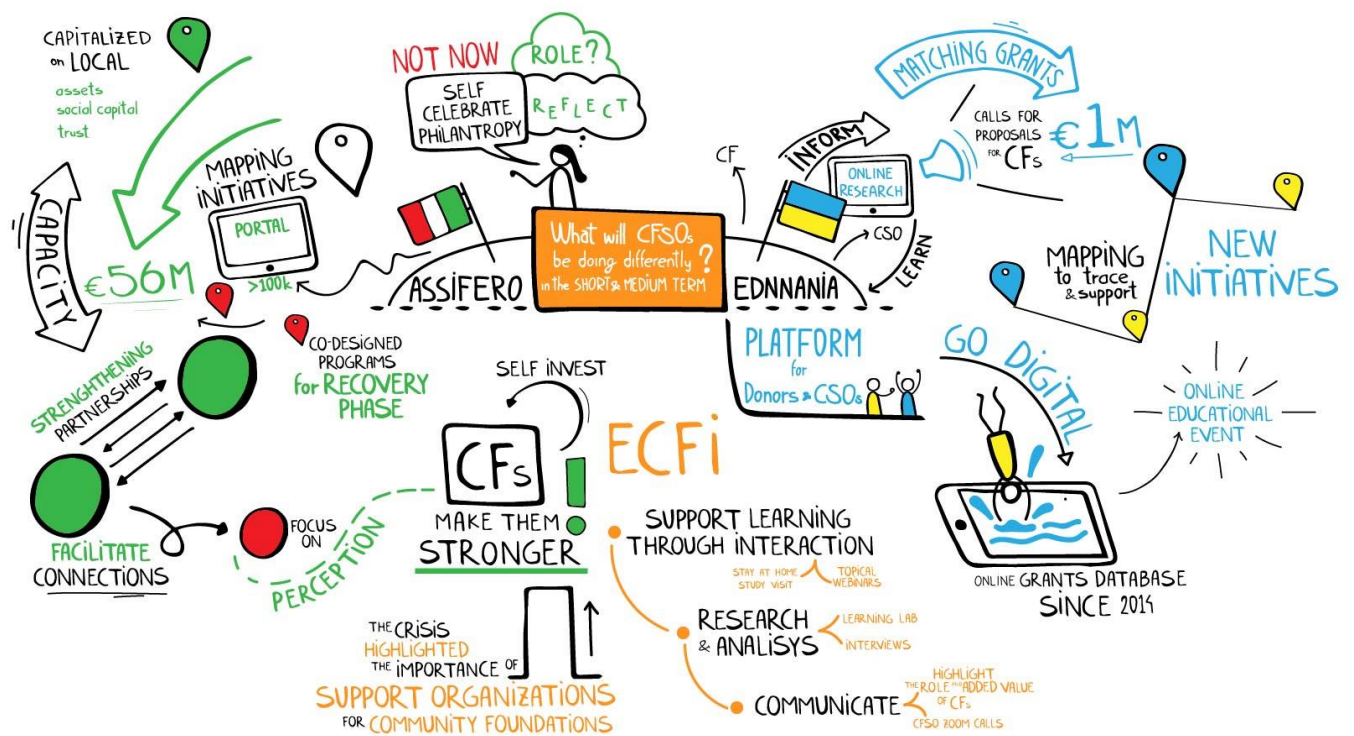 CAPITALIZED
on LOCAL
assets
social capital
trust
CAPACITY
€56M
MAPPING
INITIATIVES
PORTAL
>100k
CO-DESIGNED
PROGRAMS
for RECOVERY
PHASE
STRENGTHENING
PARTNERSHIPS
FACILITATE
CONNECTIONS
FOCUS
ON
PERCEPTION
NOT NOW
SELF
CELEBRATE
PHILANTROPY
ROLE?
REFLECT
What will CFSOs
be doing differently ?
in the SHORT & MEDIUM TERM
ASSIFERO
EDNNANIA
CF
INFORM
ONLINE
RESEARCH
CSO
LEARN
MATCHING GRANTS
CALLS FOR
PROPOSALS
FOR CFs
€1M
MAPPING
to trace
& support
NEW
INITIATIVES
PLATFORM
for
Donors & CSOs
GO DIGITAL
ONLINE
EDUCATIONAL
EVENT
ONLINE GRANTS DATABASE
SINCE 2014
SELF INVEST
CFs
MAKE THEM
STRONGER
!
THE CRISIS
HIGHLIGHTED
THE IMPORTANCE OF
SUPPORT ORGANIZATIONS
FOR COMMUNITY FOUNDATIONS
ECFi
SUPPORT LEARNING
THROUGH INTERACTION
STAY AT HOME
STUDY VISIT
TOPICAL
WEBINARS
RESEARCH
& ANALISYS
LEARNING LAB
INTERVIEWS
COMMUNICATE
HIGHLIGHT
THE ROLE AND ADDED VALUE
OF CFs
CFSO ZOOM CALLS